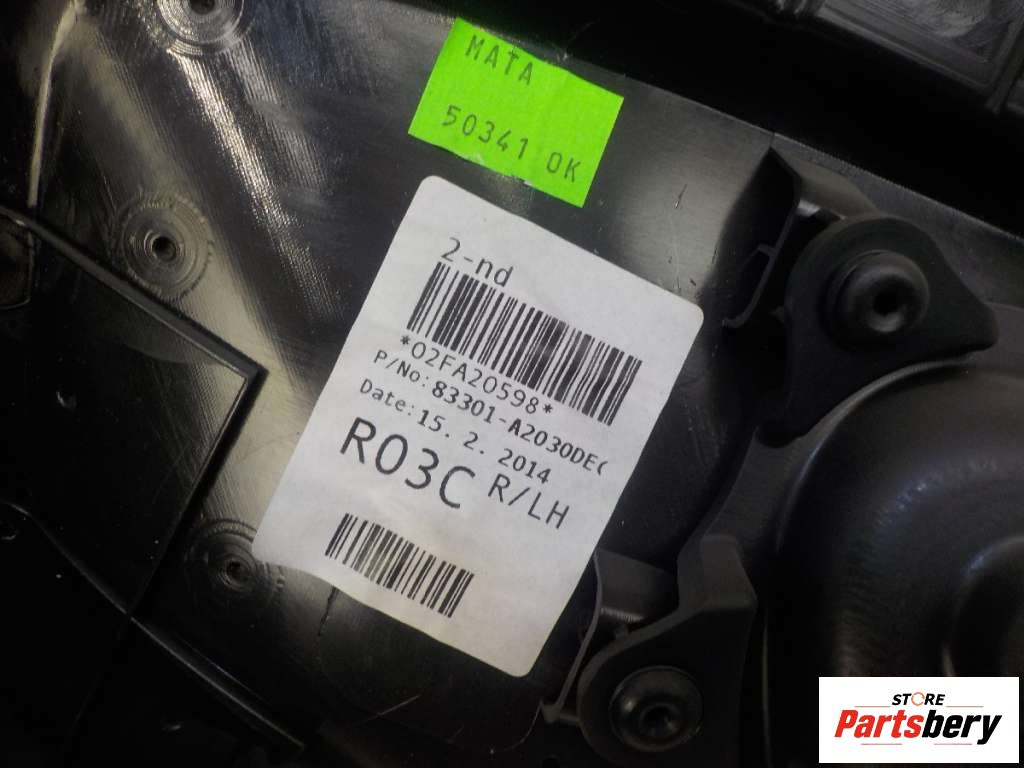 MATA
50341 OK
2-nd
*02FA20598*
P/No: 83301-A2030DE(
Date: 15. 2. 2014
R03C R/LH
STORE
Partsbery